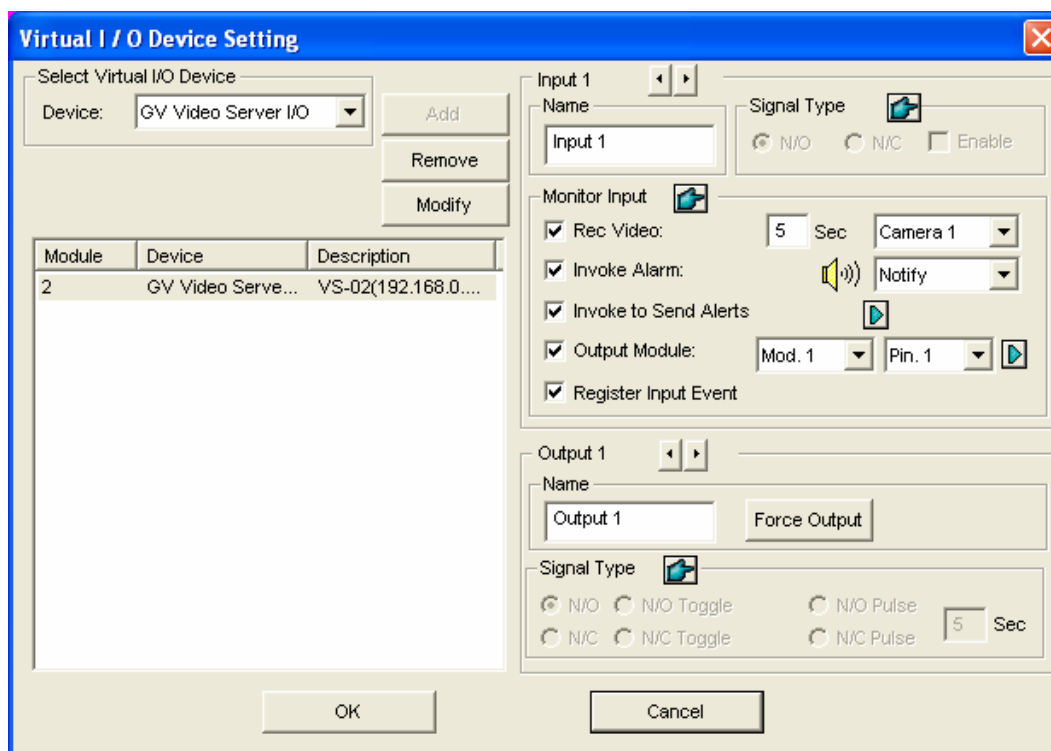 Virtual I / O Device Setting
Select Virtual I/O Device
Device: GV Video Server I/O
Add
Remove
Modify
Module Device Description
2 GV Video Serve... VS-02(192.168.0....
Input 1
Name
Input 1
Signal Type
N/O N/C Enable
Monitor Input
Rec Video: 5 Sec Camera 1
Invoke Alarm: Notify
Invoke to Send Alerts
Output Module: Mod. 1 Pin. 1
Register Input Event
Output 1
Name
Output 1 Force Output
Signal Type
N/O N/O Toggle N/O Pulse
N/C N/C Toggle N/C Pulse 5 Sec
OK Cancel